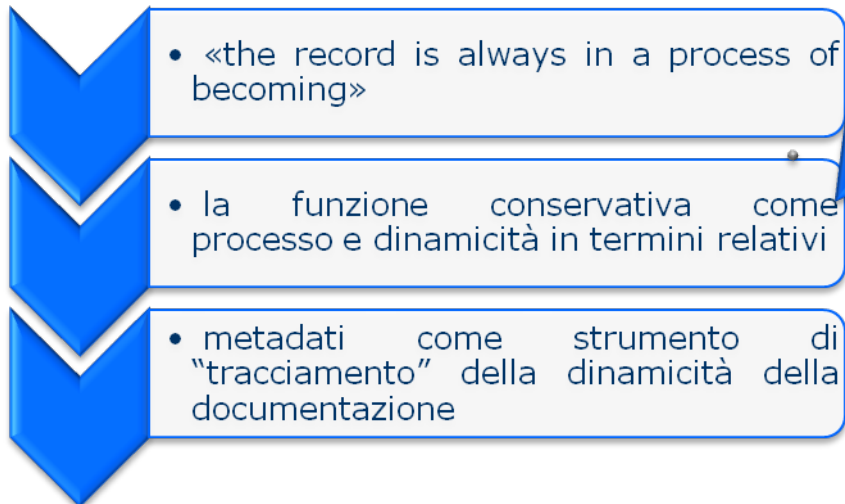 • «the record is always in a process of
becoming»
• la funzione conservativa come
processo e dinamicità in termini relativi
• metadati come strumento di
“tracciamento” della dinamicità della
documentazione